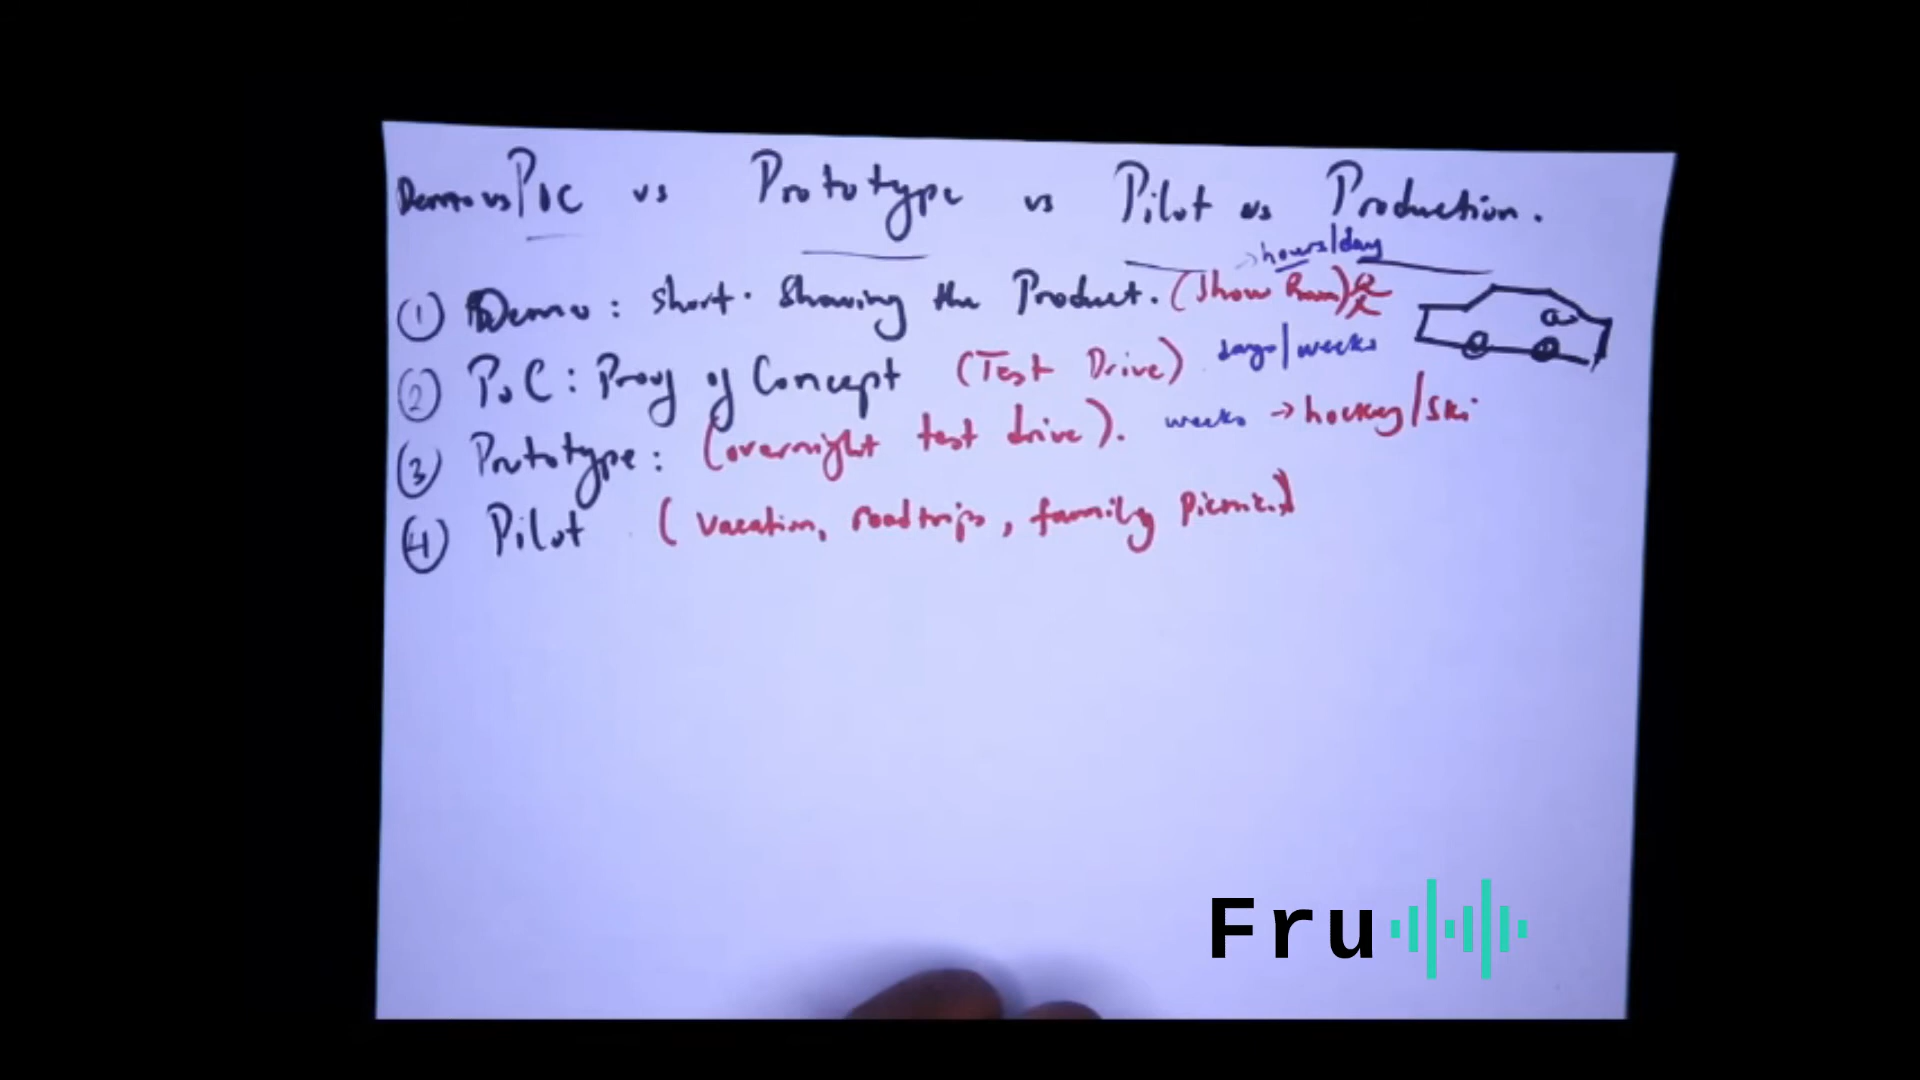 Demo vs PoC vs Prototype vs Pilot vs Production.
→ hours/day
① Demo: short. Showing the Product. (Show Room)
② PoC: Proof of Concept (Test Drive) days/weeks
③ Prototype: (overnight test drive). weeks → hockey/ski
④ Pilot (vacation, roadtrips, family picnic.)
Fru